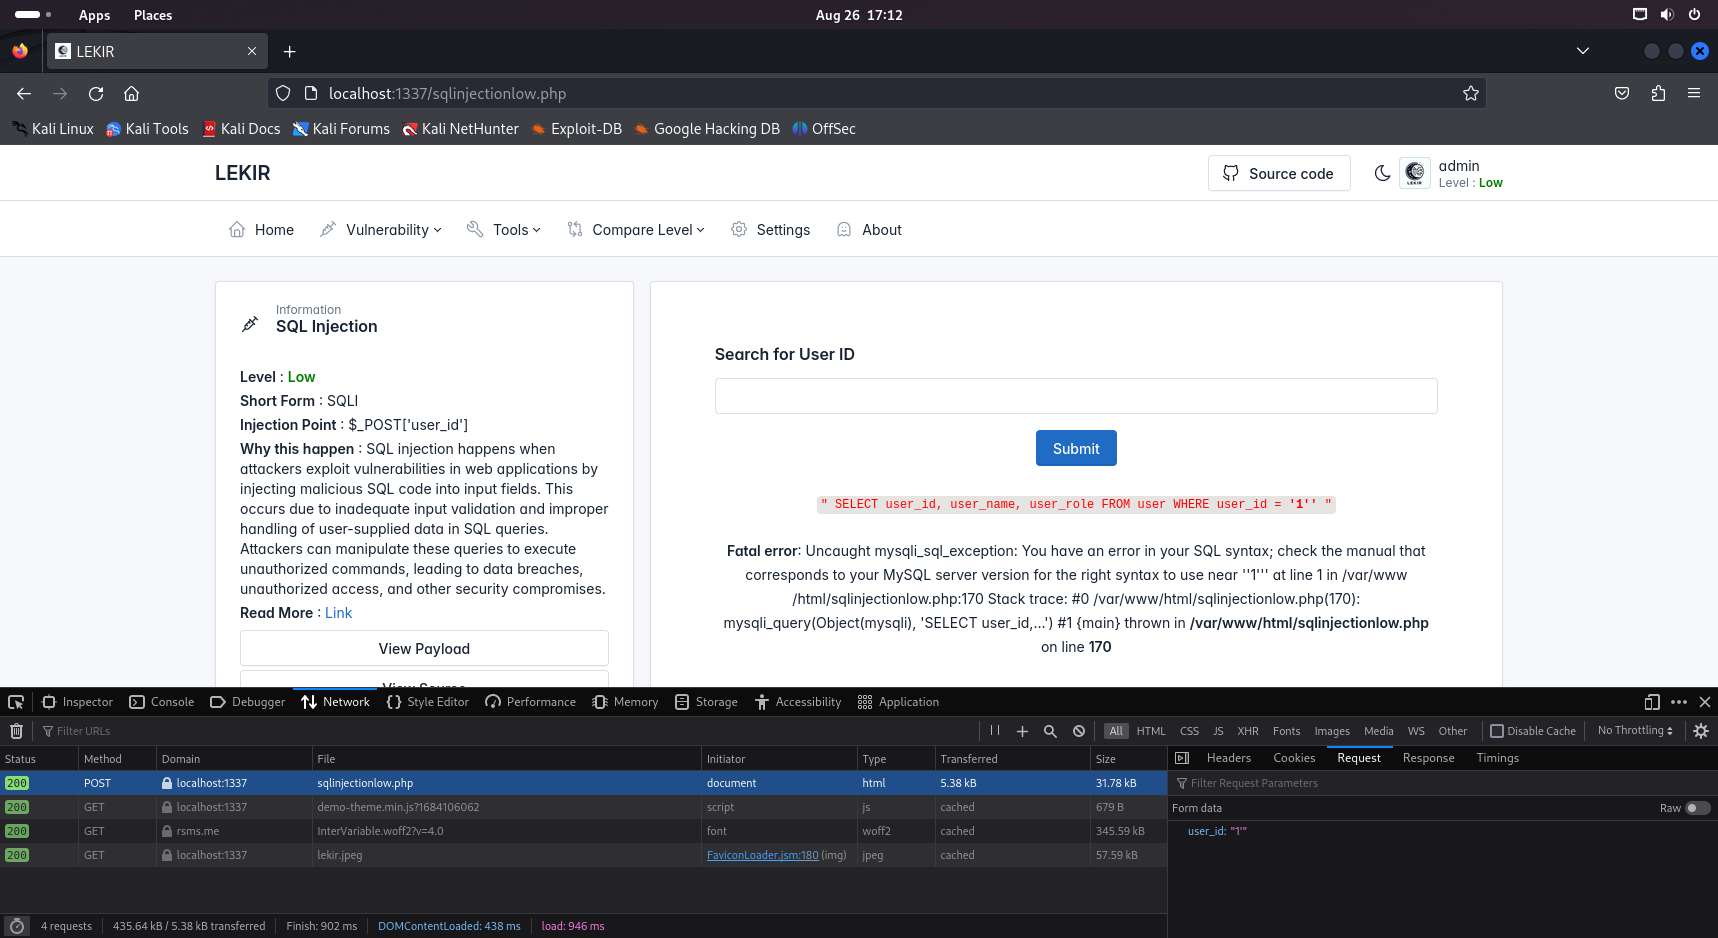 Apps Places Aug 26 17:12
LEKIR
localhost:1337/sqlinjectionlow.php
Kali Linux Kali Tools Kali Docs Kali Forums Kali NetHunter Exploit-DB Google Hacking DB OffSec
LEKIR Source code admin
Level : Low
Home Vulnerability Tools Compare Level Settings About
Information
SQL Injection
Level : Low
Short Form : SQLI
Injection Point : $_POST['user_id']
Why this happen : SQL injection happens when
attackers exploit vulnerabilities in web applications by
injecting malicious SQL code into input fields. This
occurs due to inadequate input validation and improper
handling of user-supplied data in SQL queries.
Attackers can manipulate these queries to execute
unauthorized commands, leading to data breaches,
unauthorized access, and other security compromises.
Read More : Link
View Payload
View Source
Search for User ID
Submit
" SELECT user_id, user_name, user_role FROM user WHERE user_id = '1'' "
Fatal error: Uncaught mysqli_sql_exception: You have an error in your SQL syntax; check the manual that
corresponds to your MySQL server version for the right syntax to use near ''1''' at line 1 in /var/www
/html/sqlinjectionlow.php:170 Stack trace: #0 /var/www/html/sqlinjectionlow.php(170):
mysqli_query(Object(mysqli), 'SELECT user_id,...') #1 {main} thrown in /var/www/html/sqlinjectionlow.php
on line 170
Inspector Console Debugger Network Style Editor Performance Memory Storage Accessibility Application
Filter URLs All HTML CSS JS XHR Fonts Images Media WS Other Disable Cache No Throttling
Status Method Domain File Initiator Type Transferred Size
200 POST localhost:1337 sqlinjectionlow.php document html 5.38 kB 31.78 kB
200 GET localhost:1337 demo-theme.min.js?1684106062 script js cached 679 B
200 GET rsms.me InterVariable.woff2?v=4.0 font woff2 cached 345.59 kB
200 GET localhost:1337 lekir.jpeg FaviconLoader.jsm:180 (img) jpeg cached 57.59 kB
Headers Cookies Request Response Timings
Filter Request Parameters
Form data Raw
user_id: "1'"
4 requests 435.64 kB / 5.38 kB transferred Finish: 902 ms DOMContentLoaded: 438 ms load: 946 ms